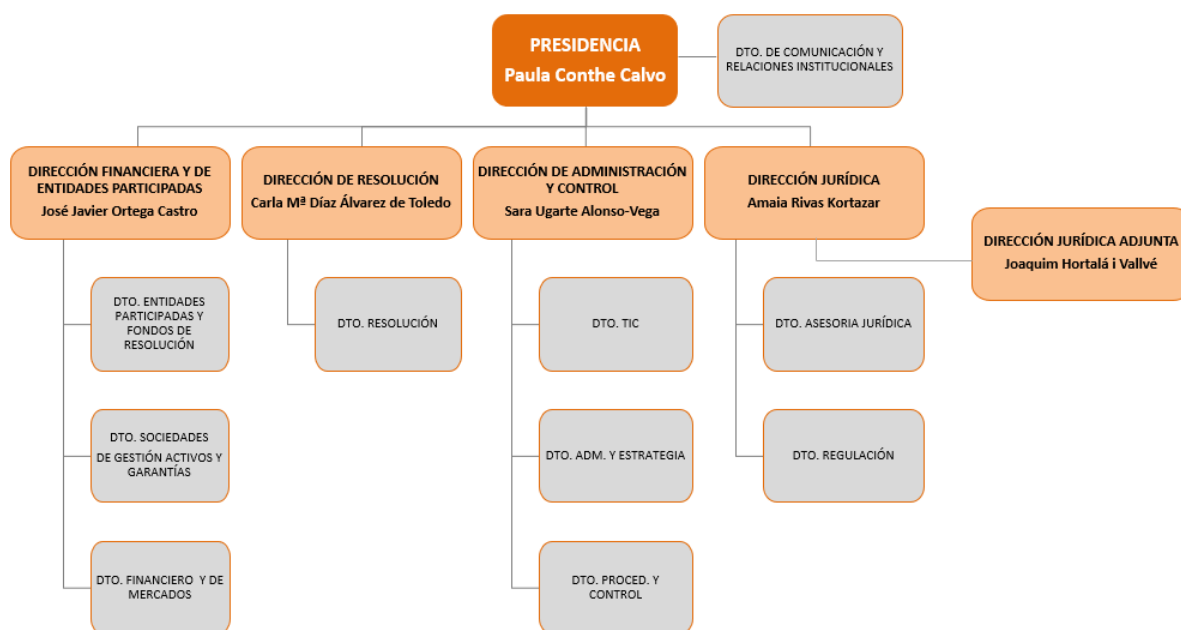 PRESIDENCIA
Paula Conthe Calvo
DTO. DE COMUNICACIÓN Y
RELACIONES INSTITUCIONALES
DIRECCIÓN FINANCIERA Y DE
ENTIDADES PARTICIPADAS
José Javier Ortega Castro
DIRECCIÓN DE RESOLUCIÓN
Carla Mª Díaz Álvarez de Toledo
DIRECCIÓN DE ADMINISTRACIÓN
Y CONTROL
Sara Ugarte Alonso-Vega
DIRECCIÓN JURÍDICA
Amaia Rivas Kortazar
DIRECCIÓN JURÍDICA ADJUNTA
Joaquim Hortalá i Vallvé
DTO. ENTIDADES
PARTICIPADAS Y
FONDOS DE
RESOLUCIÓN
DTO. RESOLUCIÓN
DTO. TIC
DTO. ASESORIA JURÍDICA
DTO. SOCIEDADES
DE GESTIÓN ACTIVOS Y
GARANTÍAS
DTO. ADM. Y ESTRATEGIA
DTO. REGULACIÓN
DTO. FINANCIERO Y DE
MERCADOS
DTO. PROCED. Y
CONTROL